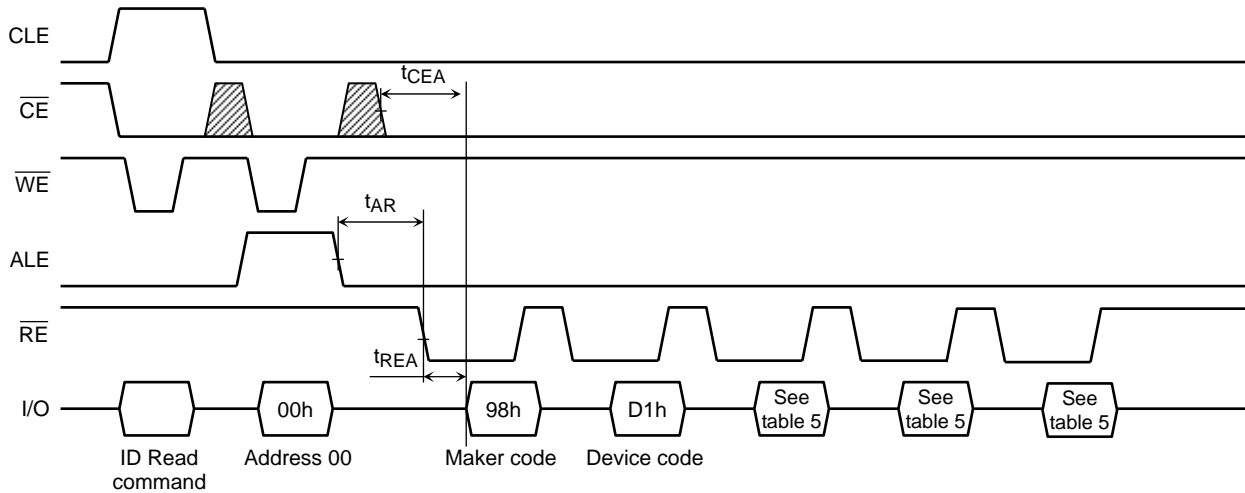 CLE
tCEA
CE
WE
tAR
ALE
RE
tREA
I/O
00h
98h
D1h
See
table 5
See
table 5
See
table 5
ID Read
command
Address 00
Maker code
Device code